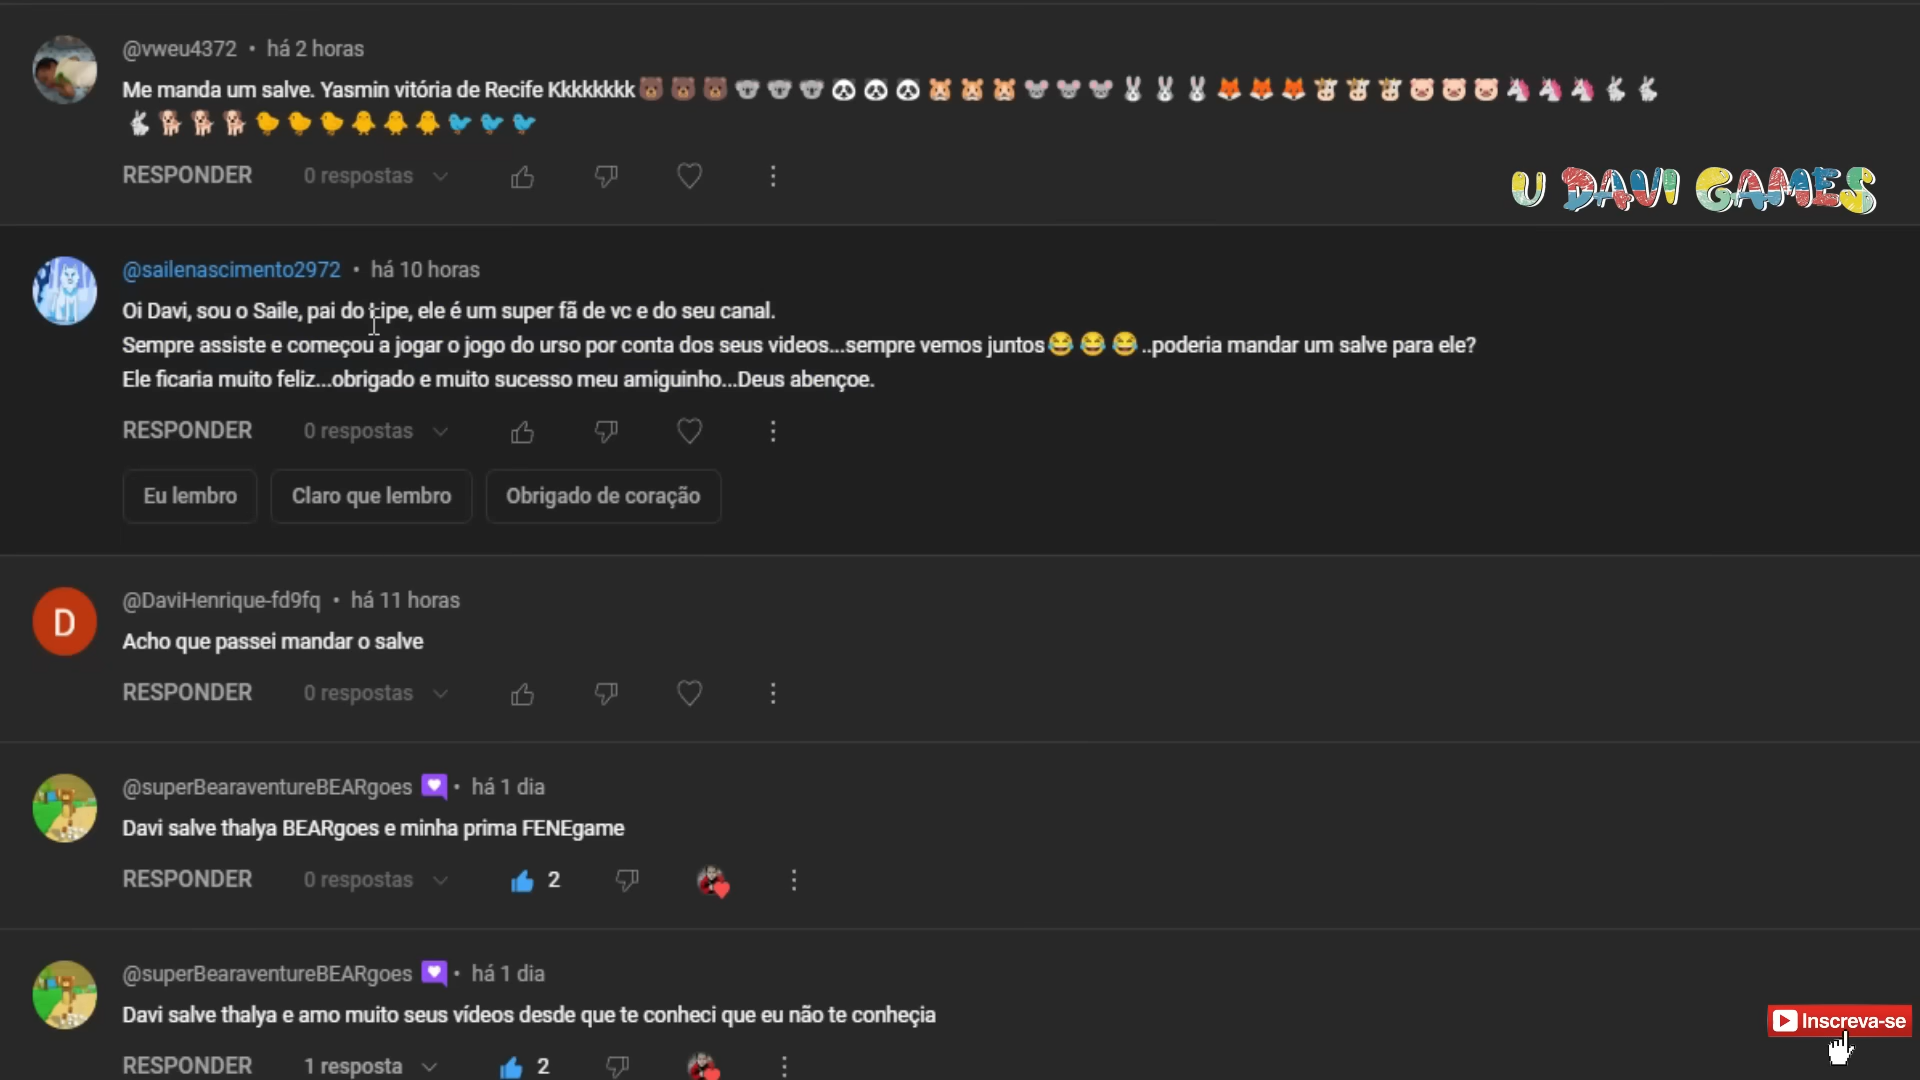 @vweu4372 • há 2 horas
Me manda um salve. Yasmin vitória de Recife Kkkkkkkk🐻🐻🐻🐨🐨🐨🐼🐼🐼🐹🐹🐹🐭🐭🐭🐰🐰🐰🦊🦊🦊🐮🐮🐮🐷🐷🐷🦄🦄🦄🐇🐇
🐇🐕🐕🐕🐤🐤🐤🐥🐥🐥🐦🐦🐦
RESPONDER 0 respostas
U DAVI GAMES
@sailenascimento2972 • há 10 horas
Oi Davi, sou o Saile, pai do ele é um super fã de vc e do seu canal.
Sempre assiste e começou a jogar o jogo do urso por conta dos seus videos...sempre vemos juntos😂😂😂..poderia mandar um salve para ele?
Ele ficaria muito feliz...obrigado e muito sucesso meu amiguinho...Deus abençoe.
RESPONDER 0 respostas
Eu lembro Claro que lembro Obrigado de coração
D
@DaviHenrique-fd9fq • há 11 horas
Acho que passei mandar o salve
RESPONDER 0 respostas
@superBearaventureBEARgoes • há 1 dia
Davi salve thalya BEARgoes e minha prima FENEgame
RESPONDER 0 respostas 2
@superBearaventureBEARgoes • há 1 dia
Davi salve thalya e amo muito seus vídeos desde que te conheci que eu não te conheçia
RESPONDER 1 resposta 2
Inscreva-se